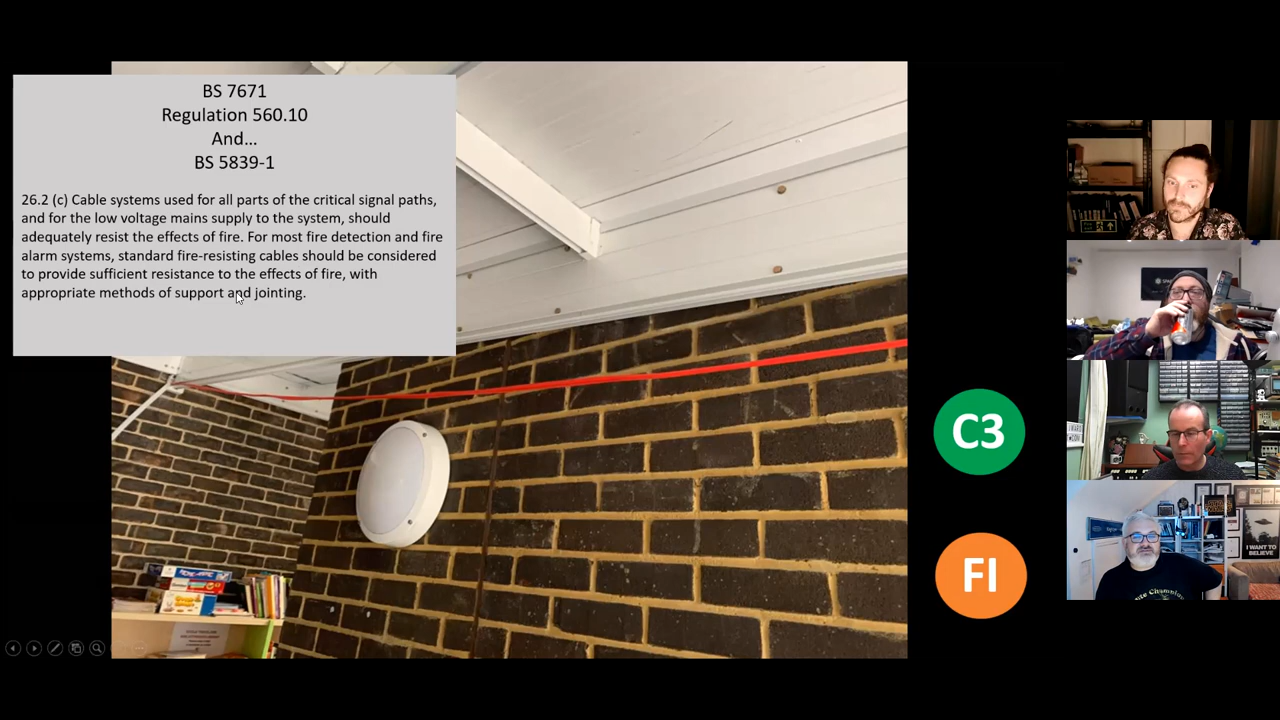 BS 7671
Regulation 560.10
And...
BS 5839-1
26.2 (c) Cable systems used for all parts of the critical signal paths,
and for the low voltage mains supply to the system, should
adequately resist the effects of fire. For most fire detection and fire
alarm systems, standard fire-resisting cables should be considered
to provide sufficient resistance to the effects of fire, with
appropriate methods of support and jointing.
C3
FI
I WANT TO
BELIEVE